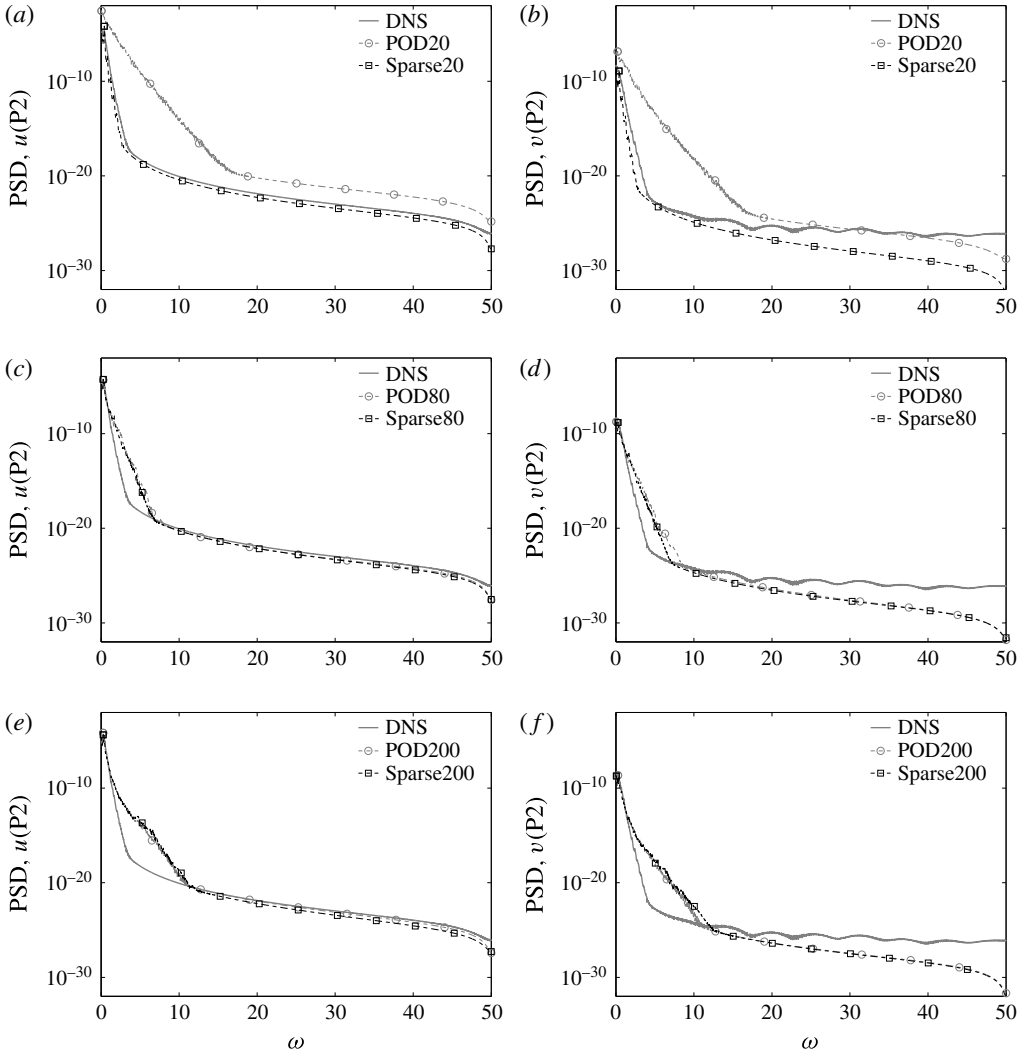 (a)
DNS
POD20
Sparse20
PSD, u(P2)
10⁻¹⁰
10⁻²⁰
10⁻³⁰
0 10 20 30 40 50
(b)
DNS
POD20
Sparse20
PSD, v(P2)
10⁻¹⁰
10⁻²⁰
10⁻³⁰
0 10 20 30 40 50
(c)
DNS
POD80
Sparse80
PSD, u(P2)
10⁻¹⁰
10⁻²⁰
10⁻³⁰
0 10 20 30 40 50
(d)
DNS
POD80
Sparse80
PSD, v(P2)
10⁻¹⁰
10⁻²⁰
10⁻³⁰
0 10 20 30 40 50
(e)
DNS
POD200
Sparse200
PSD, u(P2)
10⁻¹⁰
10⁻²⁰
10⁻³⁰
0 10 20 30 40 50
ω
(f)
DNS
POD200
Sparse200
PSD, v(P2)
10⁻¹⁰
10⁻²⁰
10⁻³⁰
0 10 20 30 40 50
ω